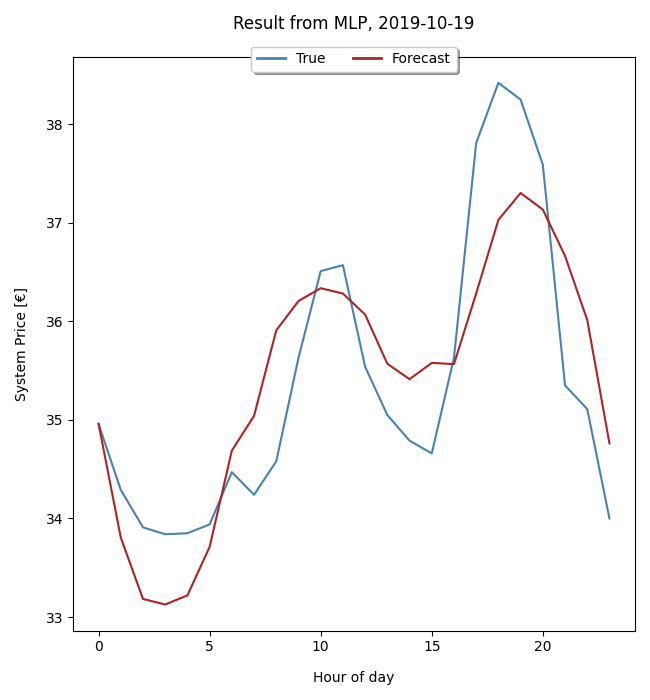 Result from MLP, 2019-10-19
True Forecast
38
37
36
35
34
33
System Price [€]
0 5 10 15 20
Hour of day